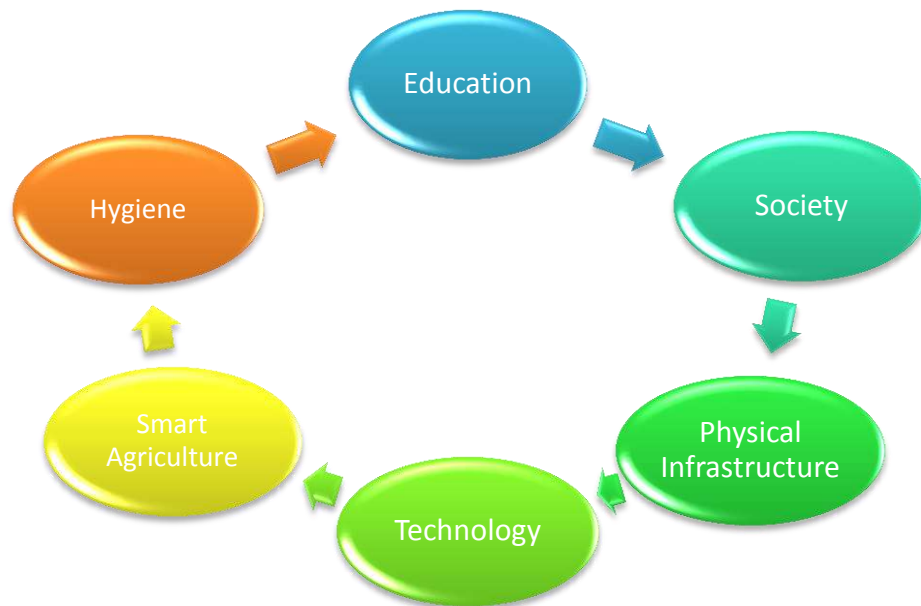 Education
Society
Physical
Infrastructure
Technology
Smart
Agriculture
Hygiene